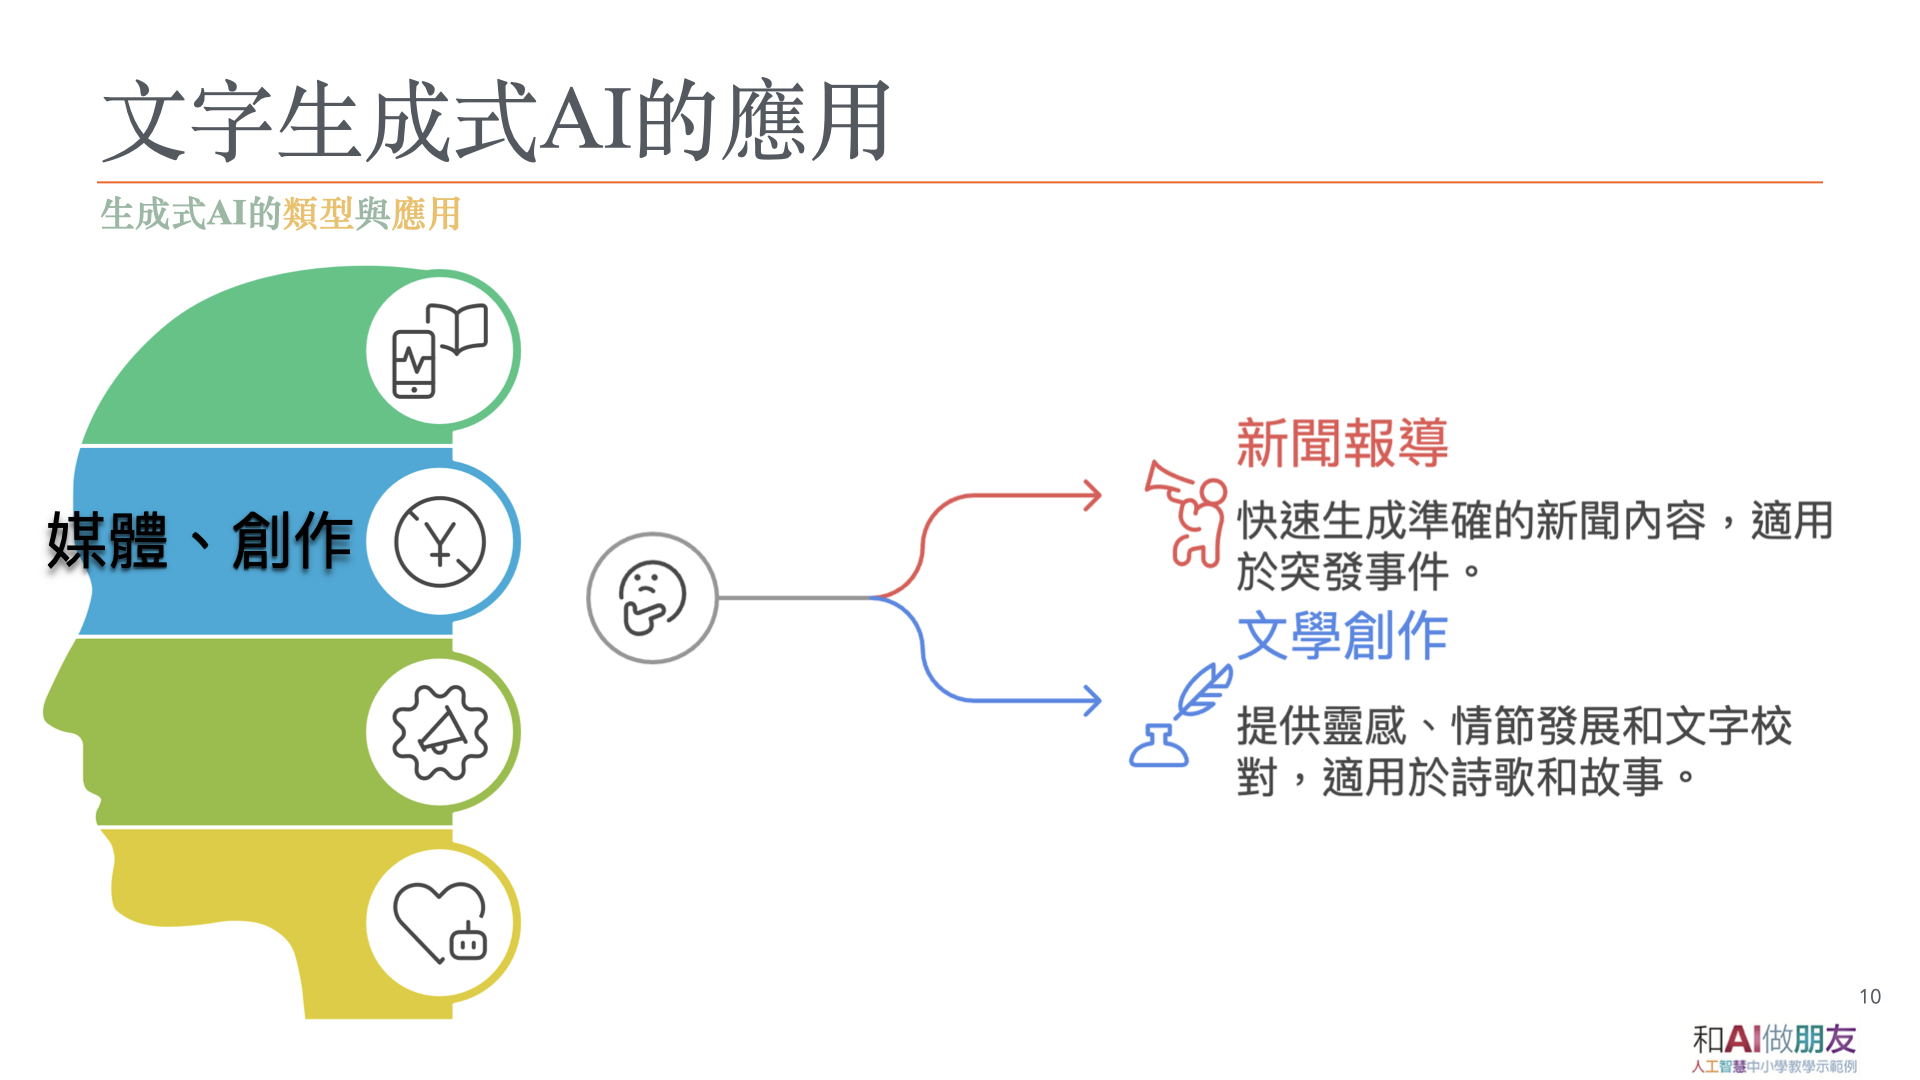 文字生成式AI的應用
生成式AI的類型與應用
媒體、創作
新聞報導
快速生成準確的新聞內容，適用
於突發事件。
文學創作
提供靈感、情節發展和文字校
對，適用於詩歌和故事。
10
和AI做朋友
人工智慧中小學教學示範例